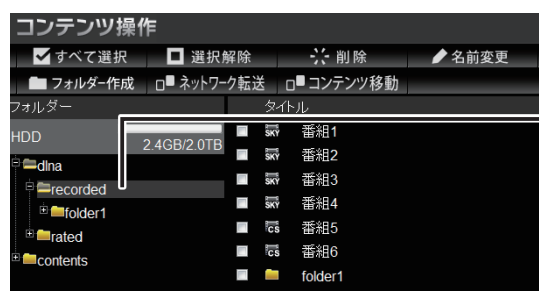 コンテンツ操作
すべて選択 選択解除 削除 名前変更
フォルダー作成 ネットワーク転送 コンテンツ移動
フォルダー タイトル
HDD 2.4GB/2.0TB
dlna
recorded
folder1
rated
contents
SKY 番組1
SKY 番組2
SKY 番組3
SKY 番組4
CS 番組5
CS 番組6
folder1